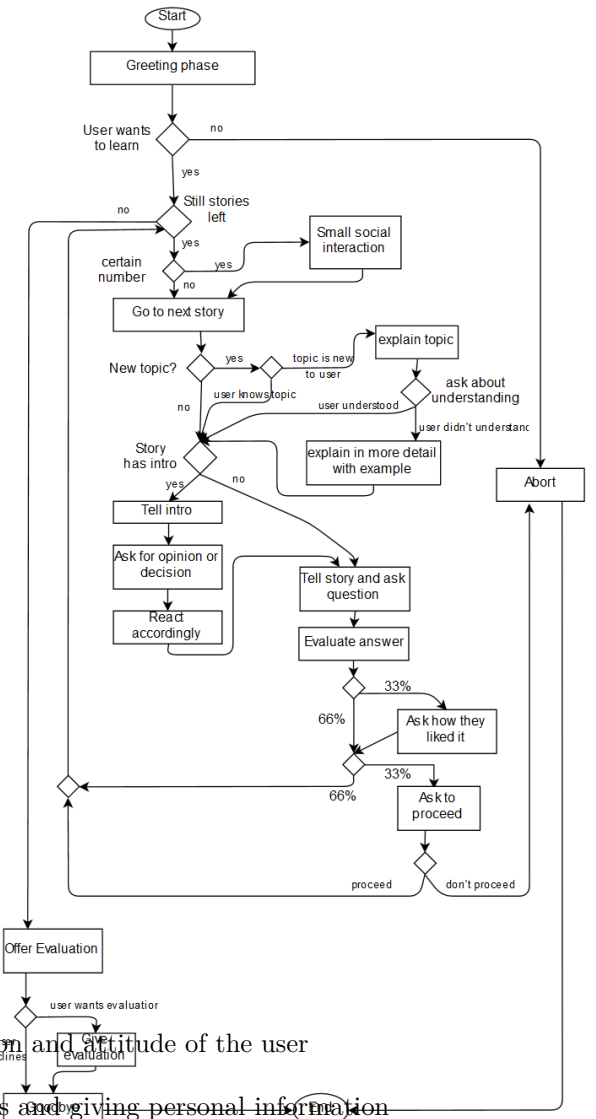 Start
Greeting phase
User wants
to learn
no
yes
Still stories
left
no
yes
certain
number
yes
no
Small social
interaction
Go to next story
New topic?
yes
topic is new
to user
explain topic
user knows topic
no
user understood
ask about
understanding
user didn't understand
Story
has intro
explain in more detail
with example
Abort
yes
no
Tell intro
Ask for opinion or
decision
Tell story and ask
question
React
accordingly
Evaluate answer
33%
66%
Ask how they
liked it
33%
66%
Ask to
proceed
proceed
don't proceed
Offer Evaluation
user wants evaluation
Give
evaluation
and attitude of the user
Goodbye
and giving personal information
End